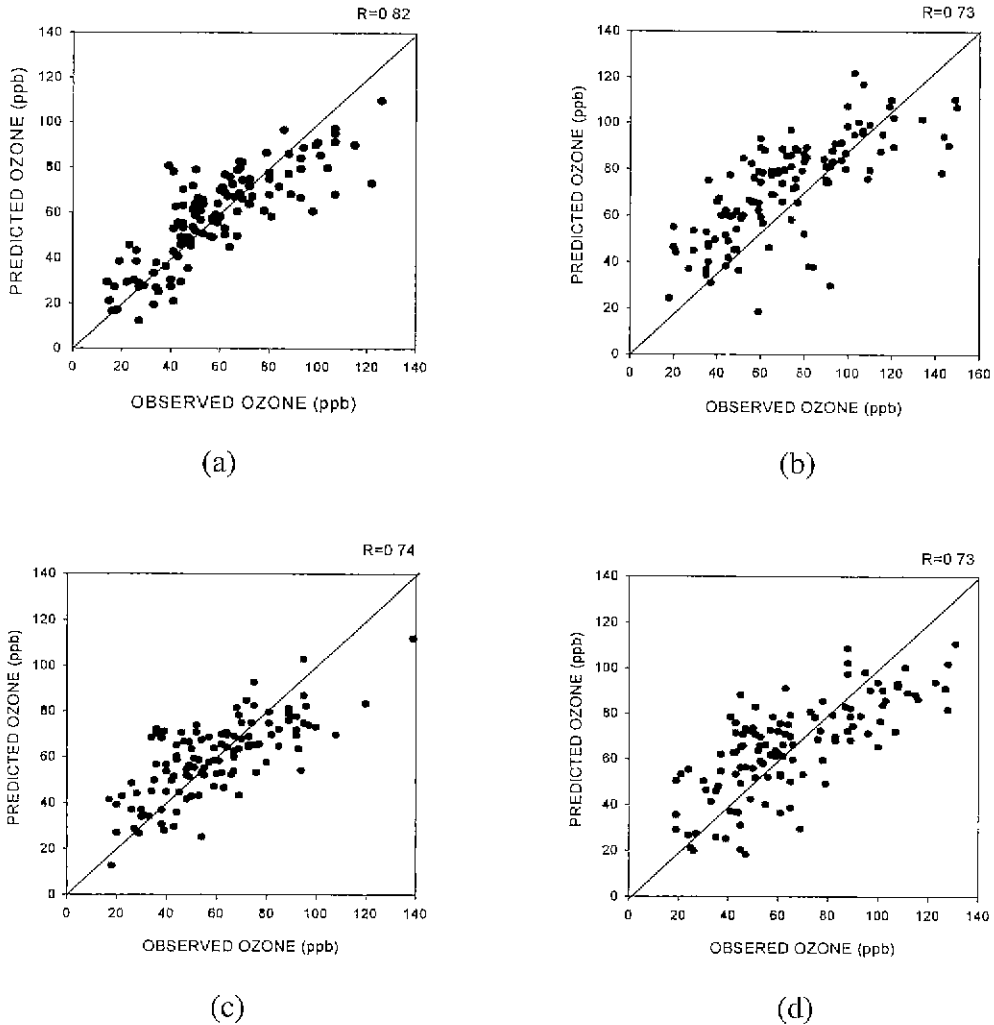 R=0 82
140
120
100
80
60
40
20
0
PREDICTED OZONE (ppb)
0 20 40 60 80 100 120 140
OBSERVED OZONE (ppb)
(a)
R=0 73
140
120
100
80
60
40
20
0
PREDICTED OZONE (ppb)
0 20 40 60 80 100 120 140 160
OBSERVED OZONE (ppb)
(b)
R=0 74
140
120
100
80
60
40
20
0
PREDICTED OZONE (ppb)
0 20 40 60 80 100 120 140
OBSERVED OZONE (ppb)
(c)
R=0 73
140
120
100
80
60
40
20
0
PREDICTED OZONE (ppb)
0 20 40 60 80 100 120 140
OBSERED OZONE (ppb)
(d)